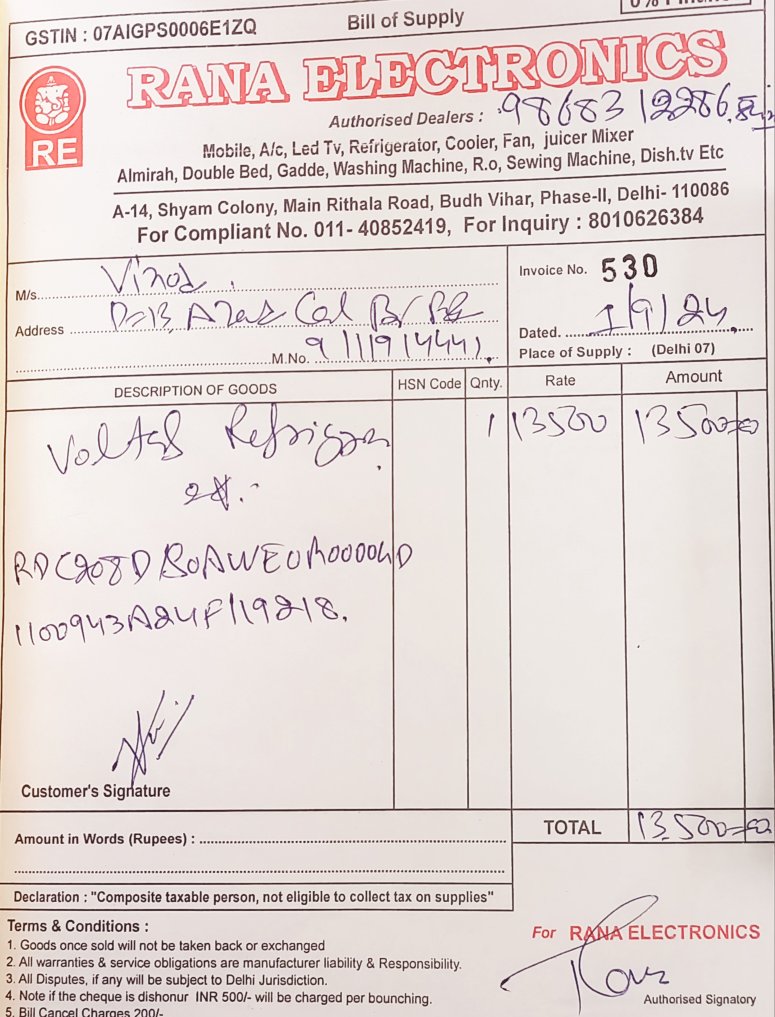 GSTIN : 07AIGPS0006E1ZQ
Bill of Supply
RANA ELECTRONICS
RE
Authorised Dealers : 9868312286
Mobile, A/c, Led Tv, Refrigerator, Cooler, Fan, juicer Mixer
Almirah, Double Bed, Gadde, Washing Machine, R.o, Sewing Machine, Dish.tv Etc
A-14, Shyam Colony, Main Rithala Road, Budh Vihar, Phase-II, Delhi- 110086
For Compliant No. 011- 40852419, For Inquiry : 8010626384
M/s. Vinod
Invoice No. 530
Address D-13, Azad Col
Dated. 1/9/24
M.No. 9111914441
Place of Supply : (Delhi 07)
DESCRIPTION OF GOODS HSN Code Qnty. Rate Amount
Voltas 1 13500 13500=00
RDC208D
1100943A24F119218.
Customer's Signature
TOTAL 13500=00
Amount in Words (Rupees) :
Declaration : "Composite taxable person, not eligible to collect tax on supplies"
Terms & Conditions :
1. Goods once sold will not be taken back or exchanged
2. All warranties & service obligations are manufacturer liability & Responsibility.
3. All Disputes, if any will be subject to Delhi Jurisdiction.
4. Note if the cheque is dishonur INR 500/- will be charged per bounching.
5. Bill Cancel Charges 200/-
For RANA ELECTRONICS
Authorised Signatory